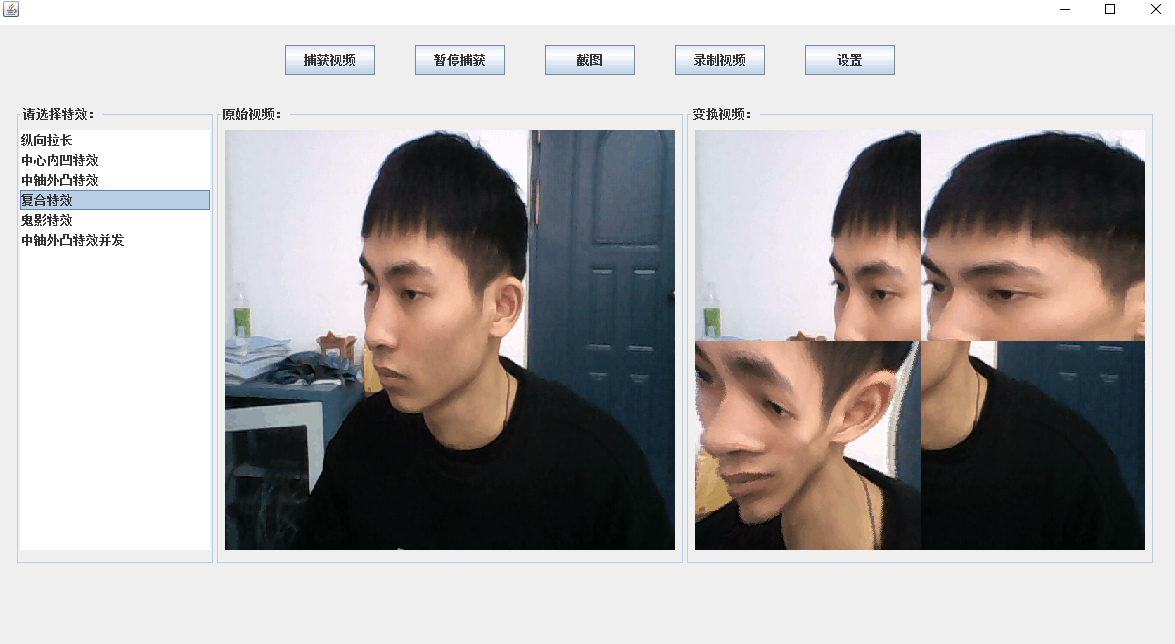 捕获视频 暂停捕获 截图 录制视频 设置
请选择特效：
纵向拉长
中心内凹特效
中轴外凸特效
复合特效
鬼影特效
中轴外凸特效并发
原始视频：
变换视频：